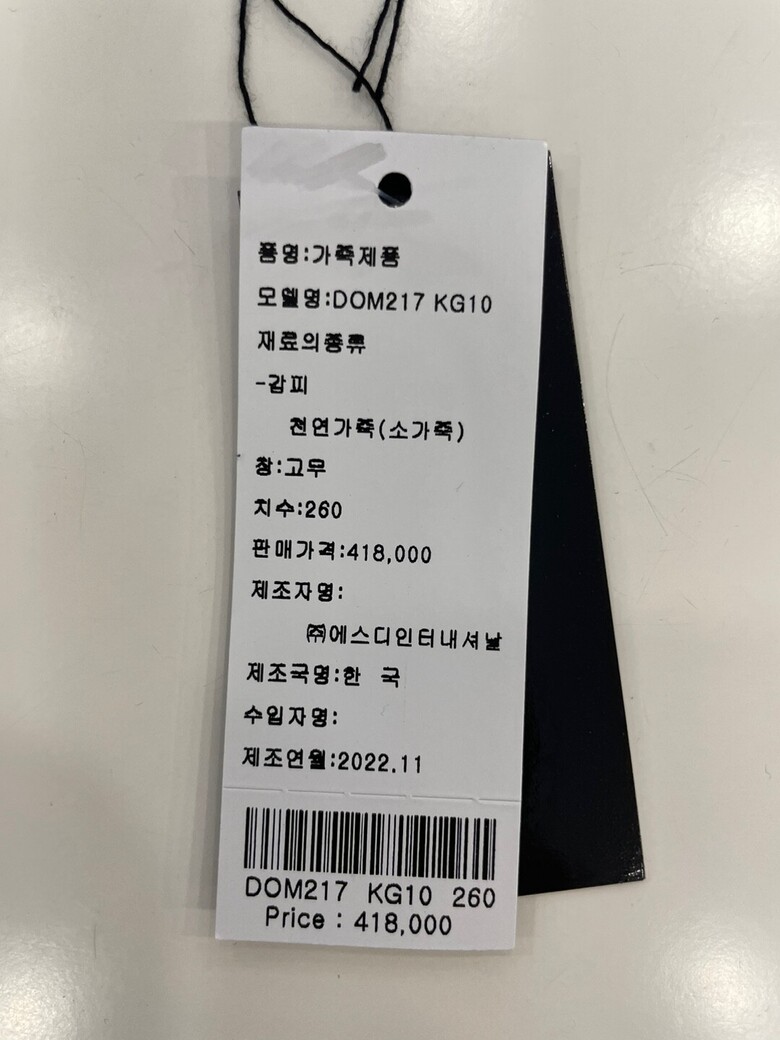 품명:가죽제품
모델명:DOM217 KG10
재료의종류
-갑피
천연가죽(소가죽)
창:고무
치수:260
판매가격:418,000
제조자명:
㈜에스디인터내셔날
제조국명:한 국
수입자명:
제조연월:2022.11
DOM217 KG10 260
Price : 418,000